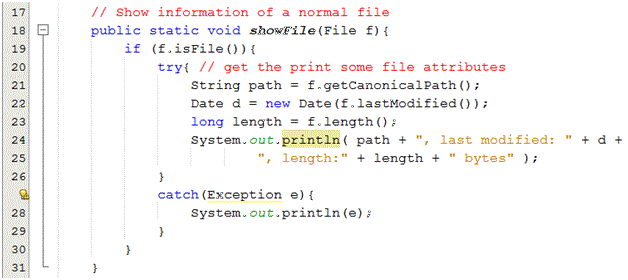 17 // Show information of a normal file
18 public static void showFile(File f){
19 if (f.isFile()){
20 try{ // get the print some file attributes
21 String path = f.getCanonicalPath();
22 Date d = new Date(f.lastModified());
23 long length = f.length();
24 System.out.println( path + ", last modified: " + d +
25 ", length:" + length + " bytes" );
26 }
catch(Exception e){
28 System.out.println(e);
29 }
30 }
31 }